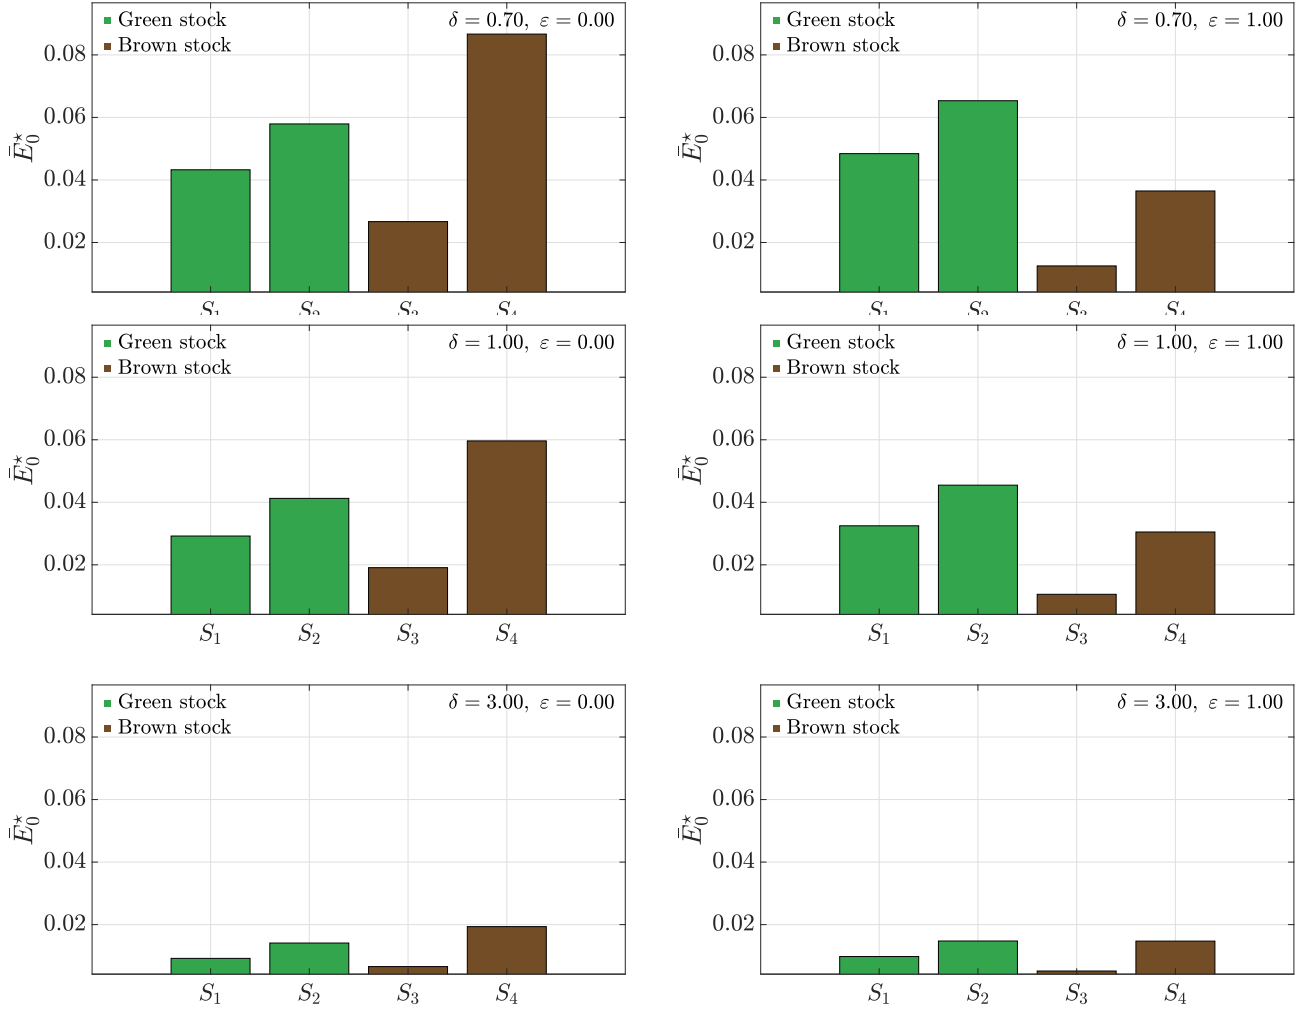 Green stock
Brown stock
δ = 0.70, ε = 0.00
0.08
0.06
0.04
0.02
Ē₀⋆
S₁ S₂ S₃ S₄
Green stock
Brown stock
δ = 0.70, ε = 1.00
0.08
0.06
0.04
0.02
Ē₀⋆
S₁ S₂ S₃ S₄
Green stock
Brown stock
δ = 1.00, ε = 0.00
0.08
0.06
0.04
0.02
Ē₀⋆
S₁ S₂ S₃ S₄
Green stock
Brown stock
δ = 1.00, ε = 1.00
0.08
0.06
0.04
0.02
Ē₀⋆
S₁ S₂ S₃ S₄
Green stock
Brown stock
δ = 3.00, ε = 0.00
0.08
0.06
0.04
0.02
Ē₀⋆
S₁ S₂ S₃ S₄
Green stock
Brown stock
δ = 3.00, ε = 1.00
0.08
0.06
0.04
0.02
Ē₀⋆
S₁ S₂ S₃ S₄